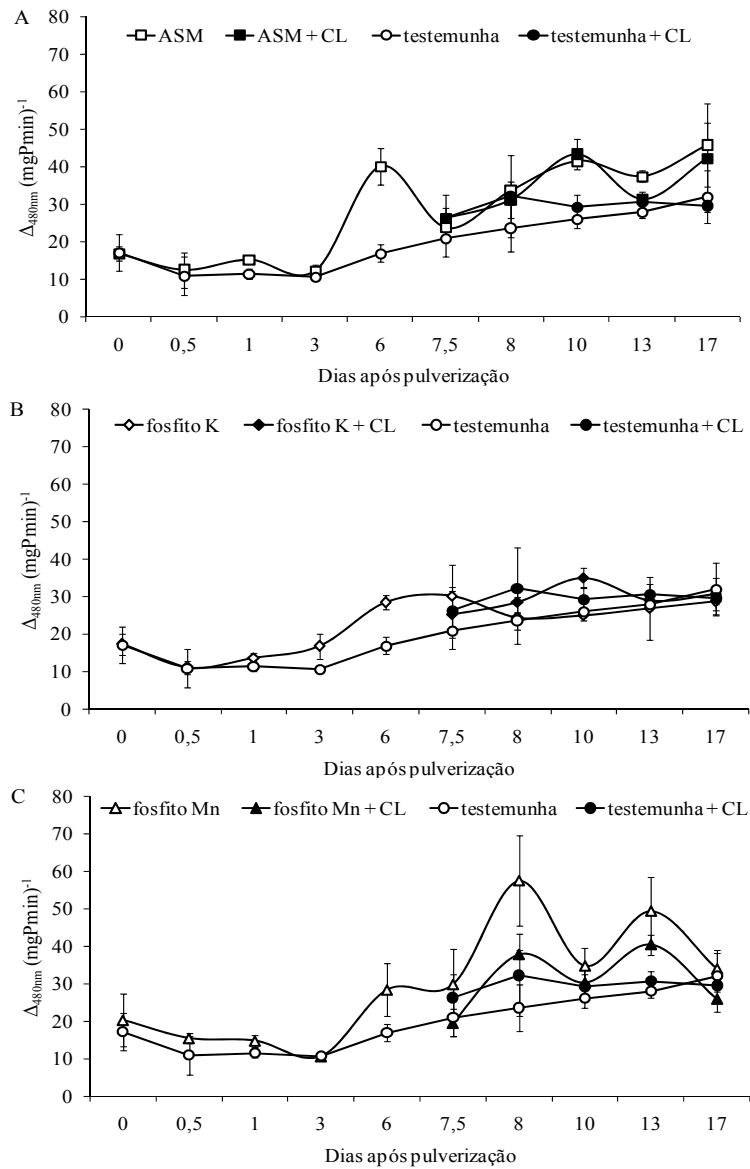 A
ASM ASM + CL testemunha testemunha + CL
80
70
60
50
40
30
20
10
0
Δ480nm (mgPmin)-1
0 0,5 1 3 6 7,5 8 10 13 17
Dias após pulverização
B
fosfito K fosfito K + CL testemunha testemunha + CL
80
70
60
50
40
30
20
10
0
Δ480nm (mgPmin)-1
0 0,5 1 3 6 7,5 8 10 13 17
Dias após pulverização
C
fosfito Mn fosfito Mn + CL testemunha testemunha + CL
80
70
60
50
40
30
20
10
0
Δ480nm (mgPmin)-1
0 0,5 1 3 6 7,5 8 10 13 17
Dias após pulverização